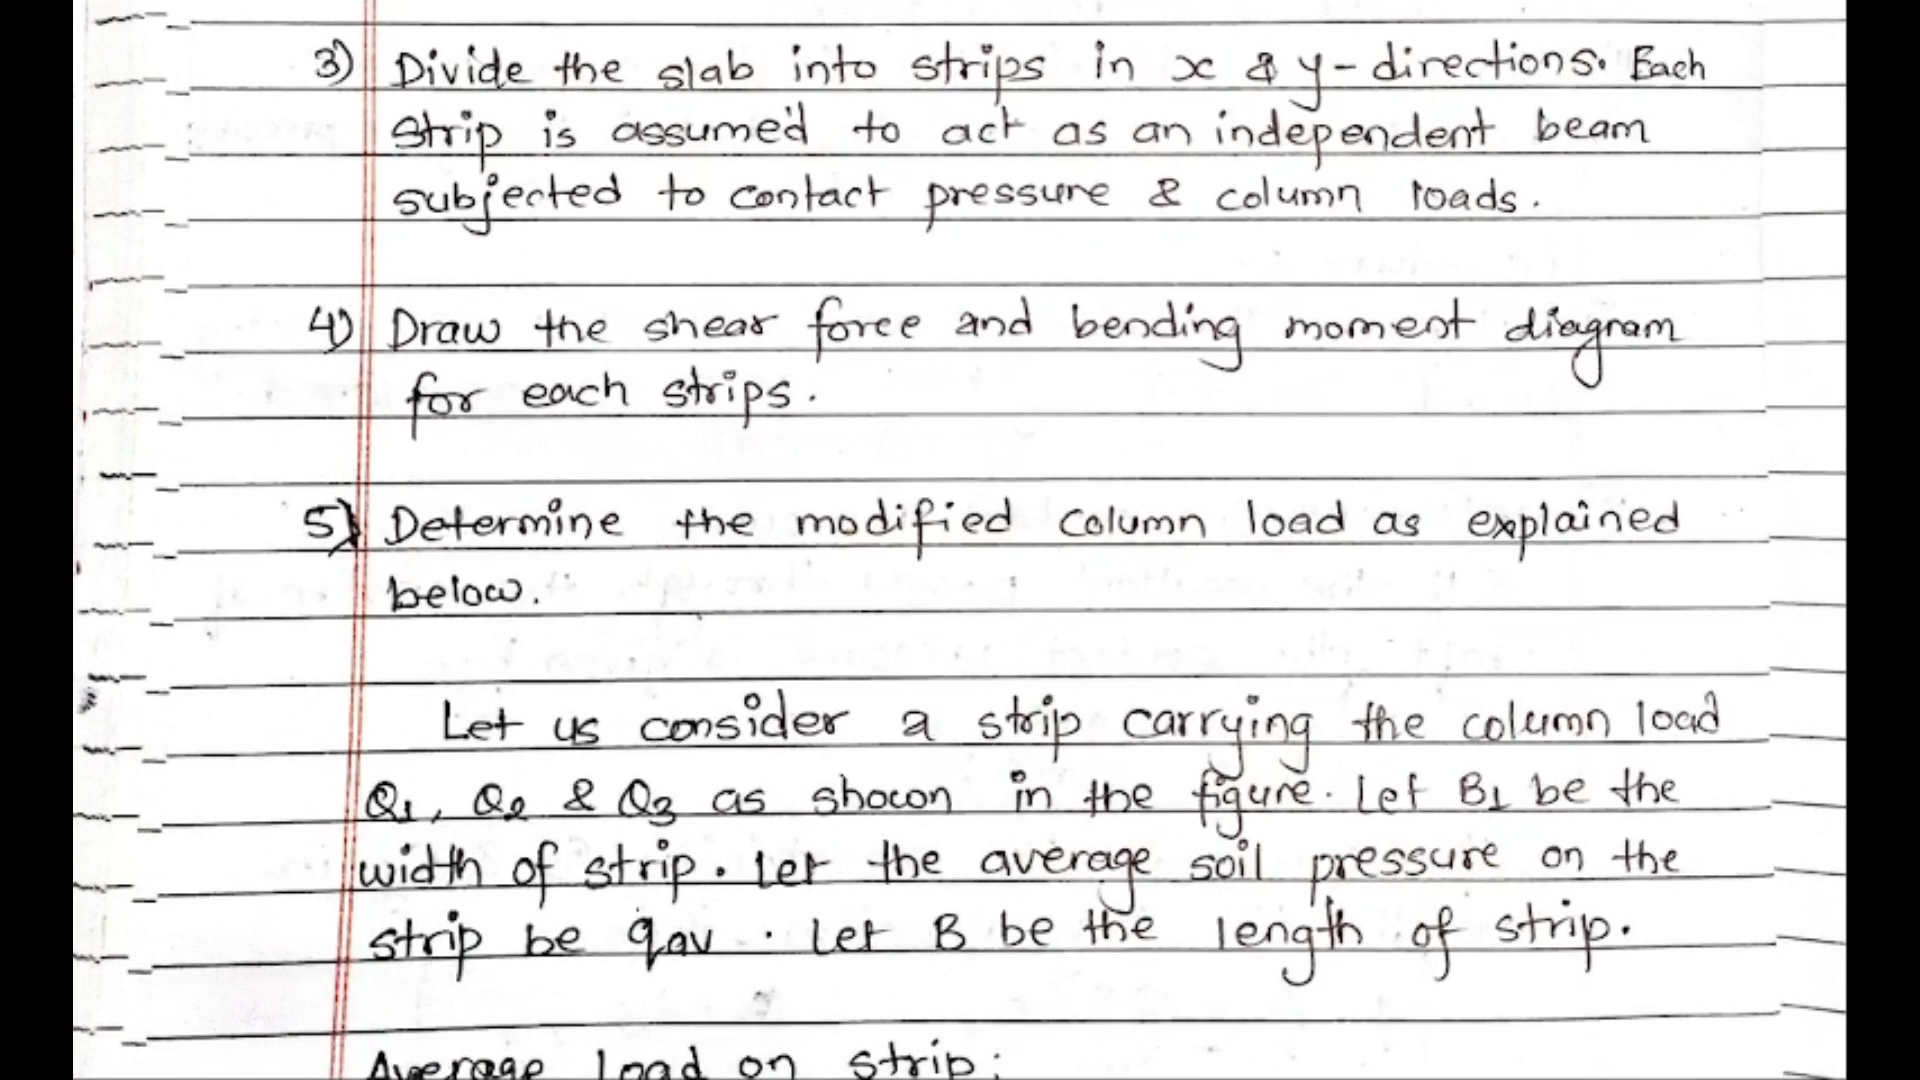 3) Divide the slab into strips in x & y-directions. Each
strip is assumed to act as an independent beam
subjected to contact pressure & column loads.
4) Draw the shear force and bending moment diagram
for each strips.
5) Determine the modified column load as explained
below.
Let us consider a strip carrying the column load
Q1, Q2 & Q3 as shown in the figure. Let B1 be the
width of strip. Let the average soil pressure on the
strip be qav. Let B be the length of strip.
Average load on strip: